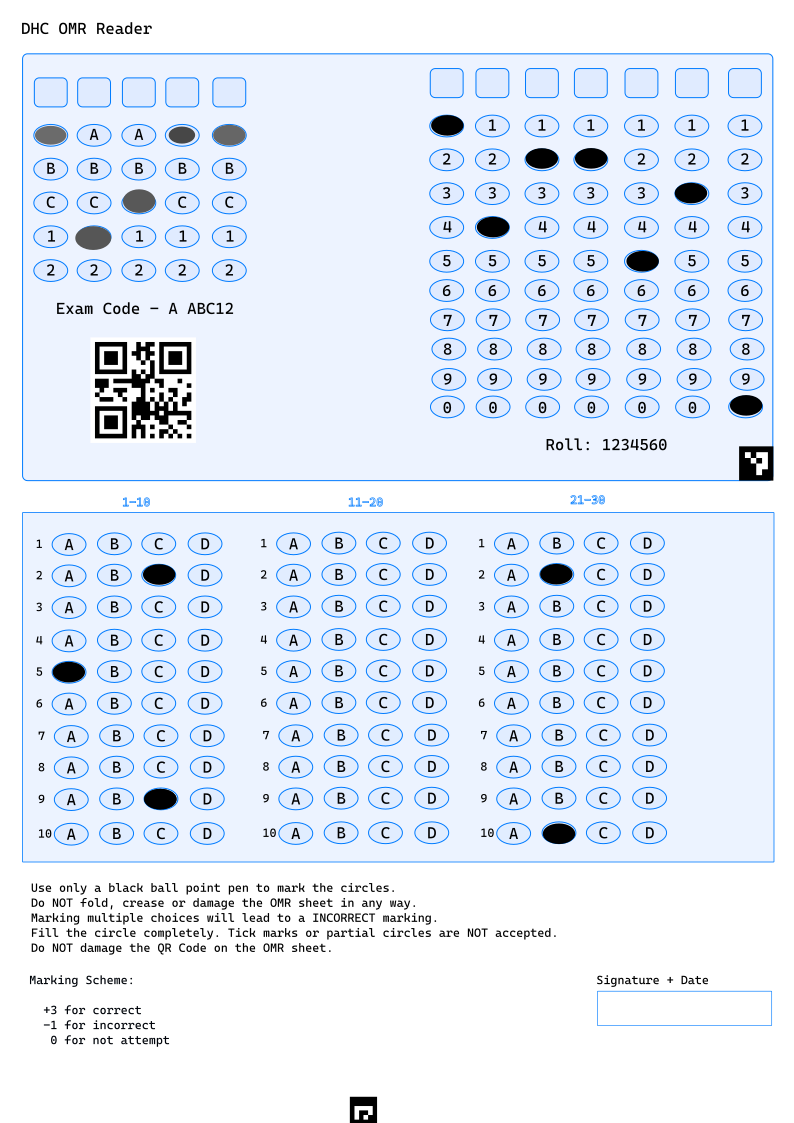 DHC OMR Reader
A A
B B B B B
C C C C
1 1 1 1
2 2 2 2 2
Exam Code – A ABC12
1 1 1 1 1 1
2 2 2 2 2
3 3 3 3 3 3
4 4 4 4 4 4
5 5 5 5 5 5
6 6 6 6 6 6 6
7 7 7 7 7 7 7
8 8 8 8 8 8 8
9 9 9 9 9 9 9
0 0 0 0 0 0
Roll: 1234560
1–10 11–20 21–30
1 A B C D 1 A B C D 1 A B C D
2 A B D 2 A B C D 2 A C D
3 A B C D 3 A B C D 3 A B C D
4 A B C D 4 A B C D 4 A B C D
5 B C D 5 A B C D 5 A B C D
6 A B C D 6 A B C D 6 A B C D
7 A B C D 7 A B C D 7 A B C D
8 A B C D 8 A B C D 8 A B C D
9 A B D 9 A B C D 9 A B C D
10 A B C D 10 A B C D 10 A C D
Use only a black ball point pen to mark the circles.
Do NOT fold, crease or damage the OMR sheet in any way.
Marking multiple choices will lead to a INCORRECT marking.
Fill the circle completely. Tick marks or partial circles are NOT accepted.
Do NOT damage the QR Code on the OMR sheet.
Marking Scheme:
+3 for correct
–1 for incorrect
0 for not attempt
Signature + Date